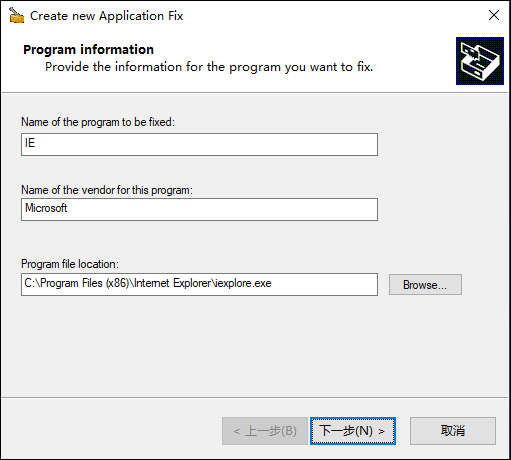 Create new Application Fix
Program information
Provide the information for the program you want to fix.
Name of the program to be fixed:
IE
Name of the vendor for this program:
Microsoft
Program file location:
C:\Program Files (x86)\Internet Explorer\iexplore.exe
Browse...
< 上一步(B)
下一步(N) >
取消